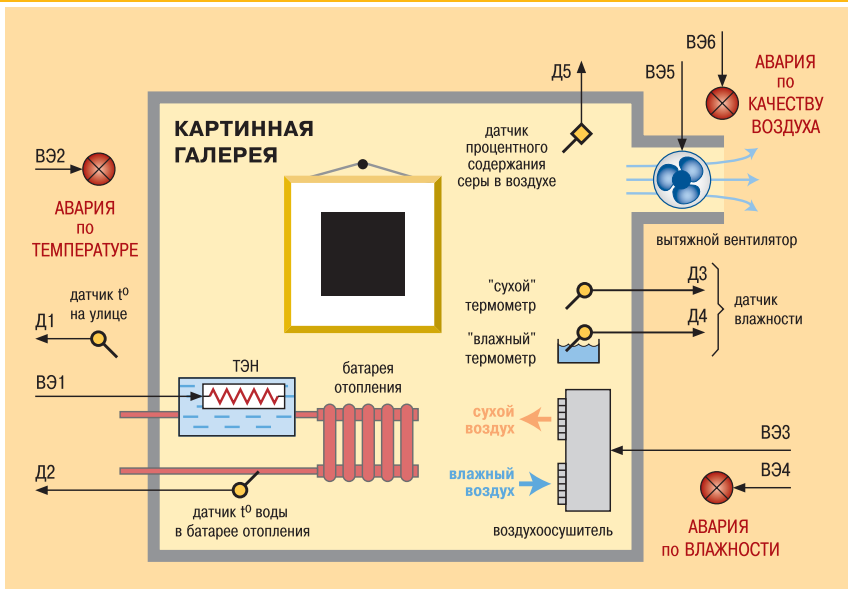 ВЭ6
АВАРИЯ
по
КАЧЕСТВУ
ВОЗДУХА
Д5
ВЭ5
КАРТИННАЯ
ГАЛЕРЕЯ
датчик
процентного
содержания
серы в воздухе
ВЭ2
АВАРИЯ
по
ТЕМПЕРАТУРЕ
вытяжной вентилятор
датчик t⁰
на улице
Д1
"сухой"
термометр
Д3
Д4
датчик
влажности
"влажный"
термометр
ТЭН
батарея
отопления
ВЭ1
сухой
воздух
ВЭ3
Д2
влажный
воздух
ВЭ4
датчик t⁰ воды
в батарее отопления
воздухоосушитель
АВАРИЯ
по ВЛАЖНОСТИ